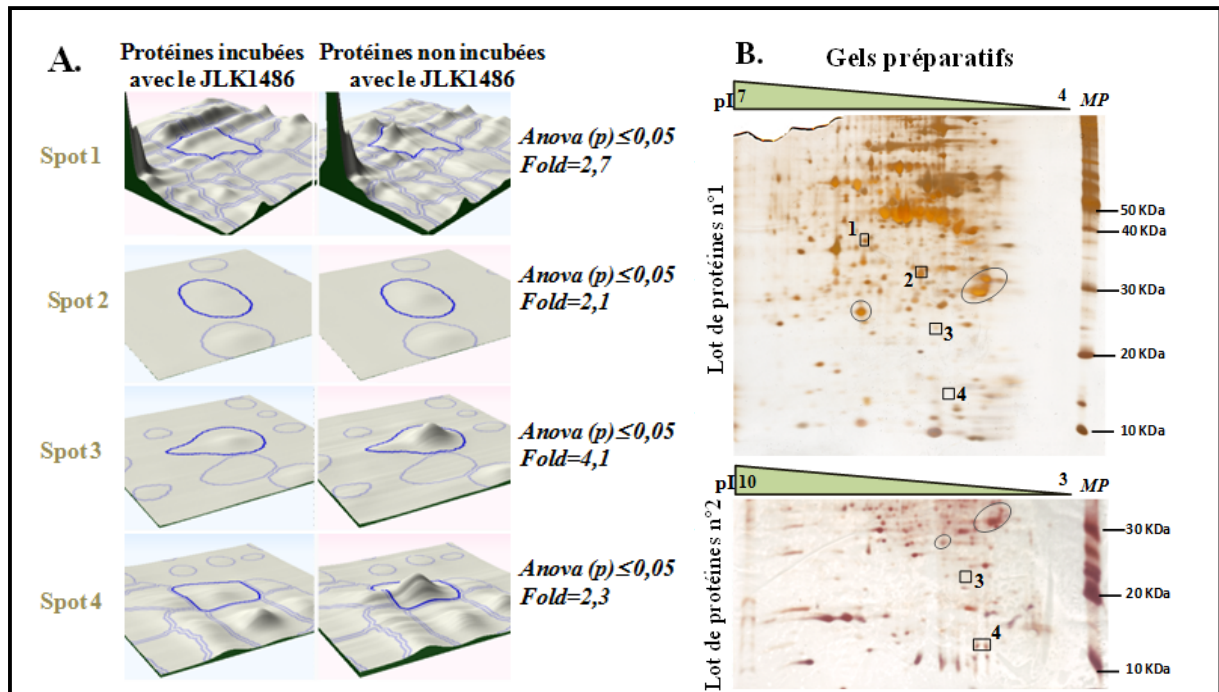 A.
Protéines incubées
avec le JLK1486
Protéines non incubées
avec le JLK1486
Spot 1
Anova (p)≤0,05
Fold=2,7
Spot 2
Anova (p)≤0,05
Fold=2,1
Spot 3
Anova (p)≤0,05
Fold=4,1
Spot 4
Anova (p)≤0,05
Fold=2,3
B.
Gels préparatifs
pI 7 4 MP
Lot de protéines n°1
50 KDa
40 KDa
1
2
30 KDa
3
20 KDa
4
10 KDa
pI 10 3 MP
Lot de protéines n°2
30 KDa
3
20 KDa
4
10 KDa